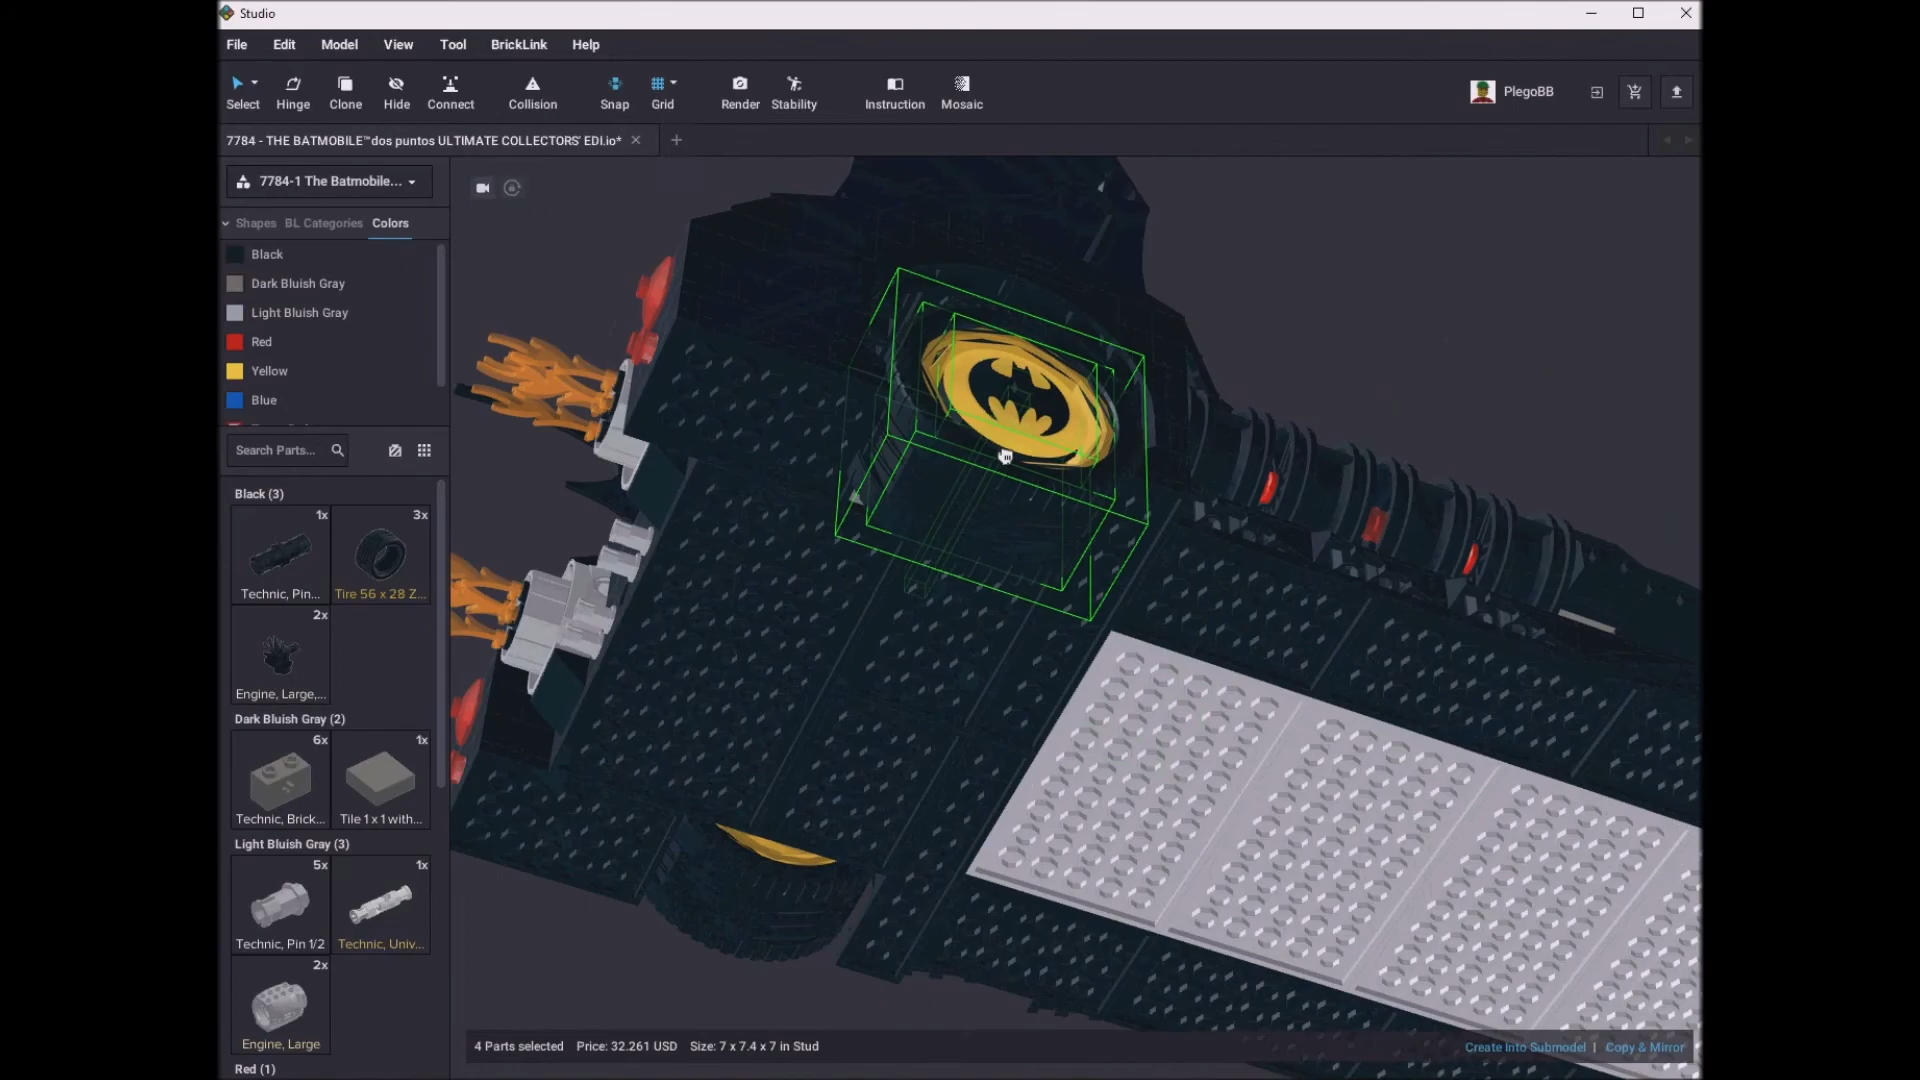 Studio
File Edit Model View Tool BrickLink Help
Select Hinge Clone Hide Connect Collision Snap Grid Render Stability Instruction Mosaic PlegoBB
7784 - THE BATMOBILE™dos puntos ULTIMATE COLLECTORS' EDI.io*
7784-1 The Batmobile...
Shapes BL Categories Colors
Black
Dark Bluish Gray
Light Bluish Gray
Red
Yellow
Blue
Search Parts...
Black (3)
1x 3x
Technic, Pin... Tire 56 x 28 Z...
2x
Engine, Large,...
Dark Bluish Gray (2)
6x 1x
Technic, Brick... Tile 1 x 1 with...
Light Bluish Gray (3)
5x 1x
Technic, Pin 1/2 Technic, Univ...
2x
Engine, Large
Red (1)
4 Parts selected Price: 32.261 USD Size: 7 x 7.4 x 7 in Stud
Create Into Submodel | Copy & Mirror